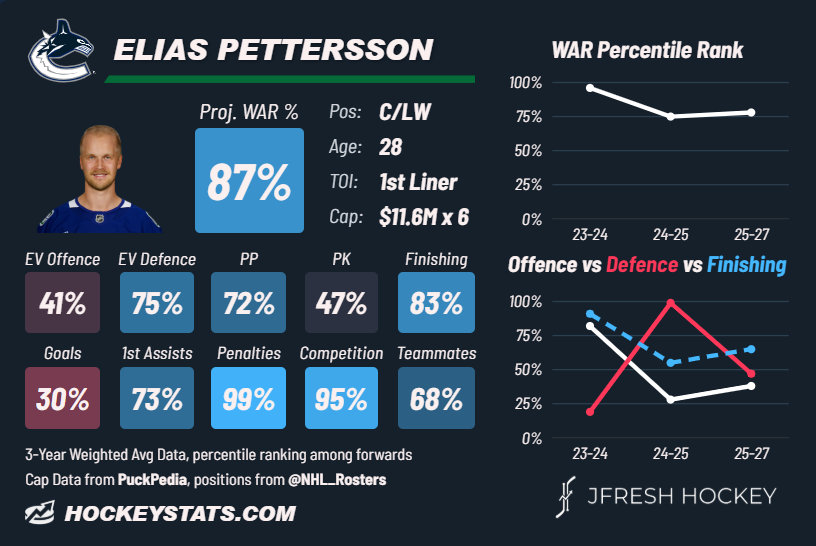 ELIAS PETTERSSON
Proj. WAR %
87%
Pos: C/LW
Age: 28
TOI: 1st Liner
Cap: $11.6M x 6
EV Offence EV Defence PP PK Finishing
41% 75% 72% 47% 83%
Goals 1st Assists Penalties Competition Teammates
30% 73% 99% 95% 68%
3-Year Weighted Avg Data, percentile ranking among forwards
Cap Data from PuckPedia, positions from @NHL_Rosters
HOCKEYSTATS.COM
WAR Percentile Rank
100%
75%
50%
25%
0%
23-24 24-25 25-27
Offence vs Defence vs Finishing
100%
75%
50%
25%
0%
23-24 24-25 25-27
JFRESH HOCKEY